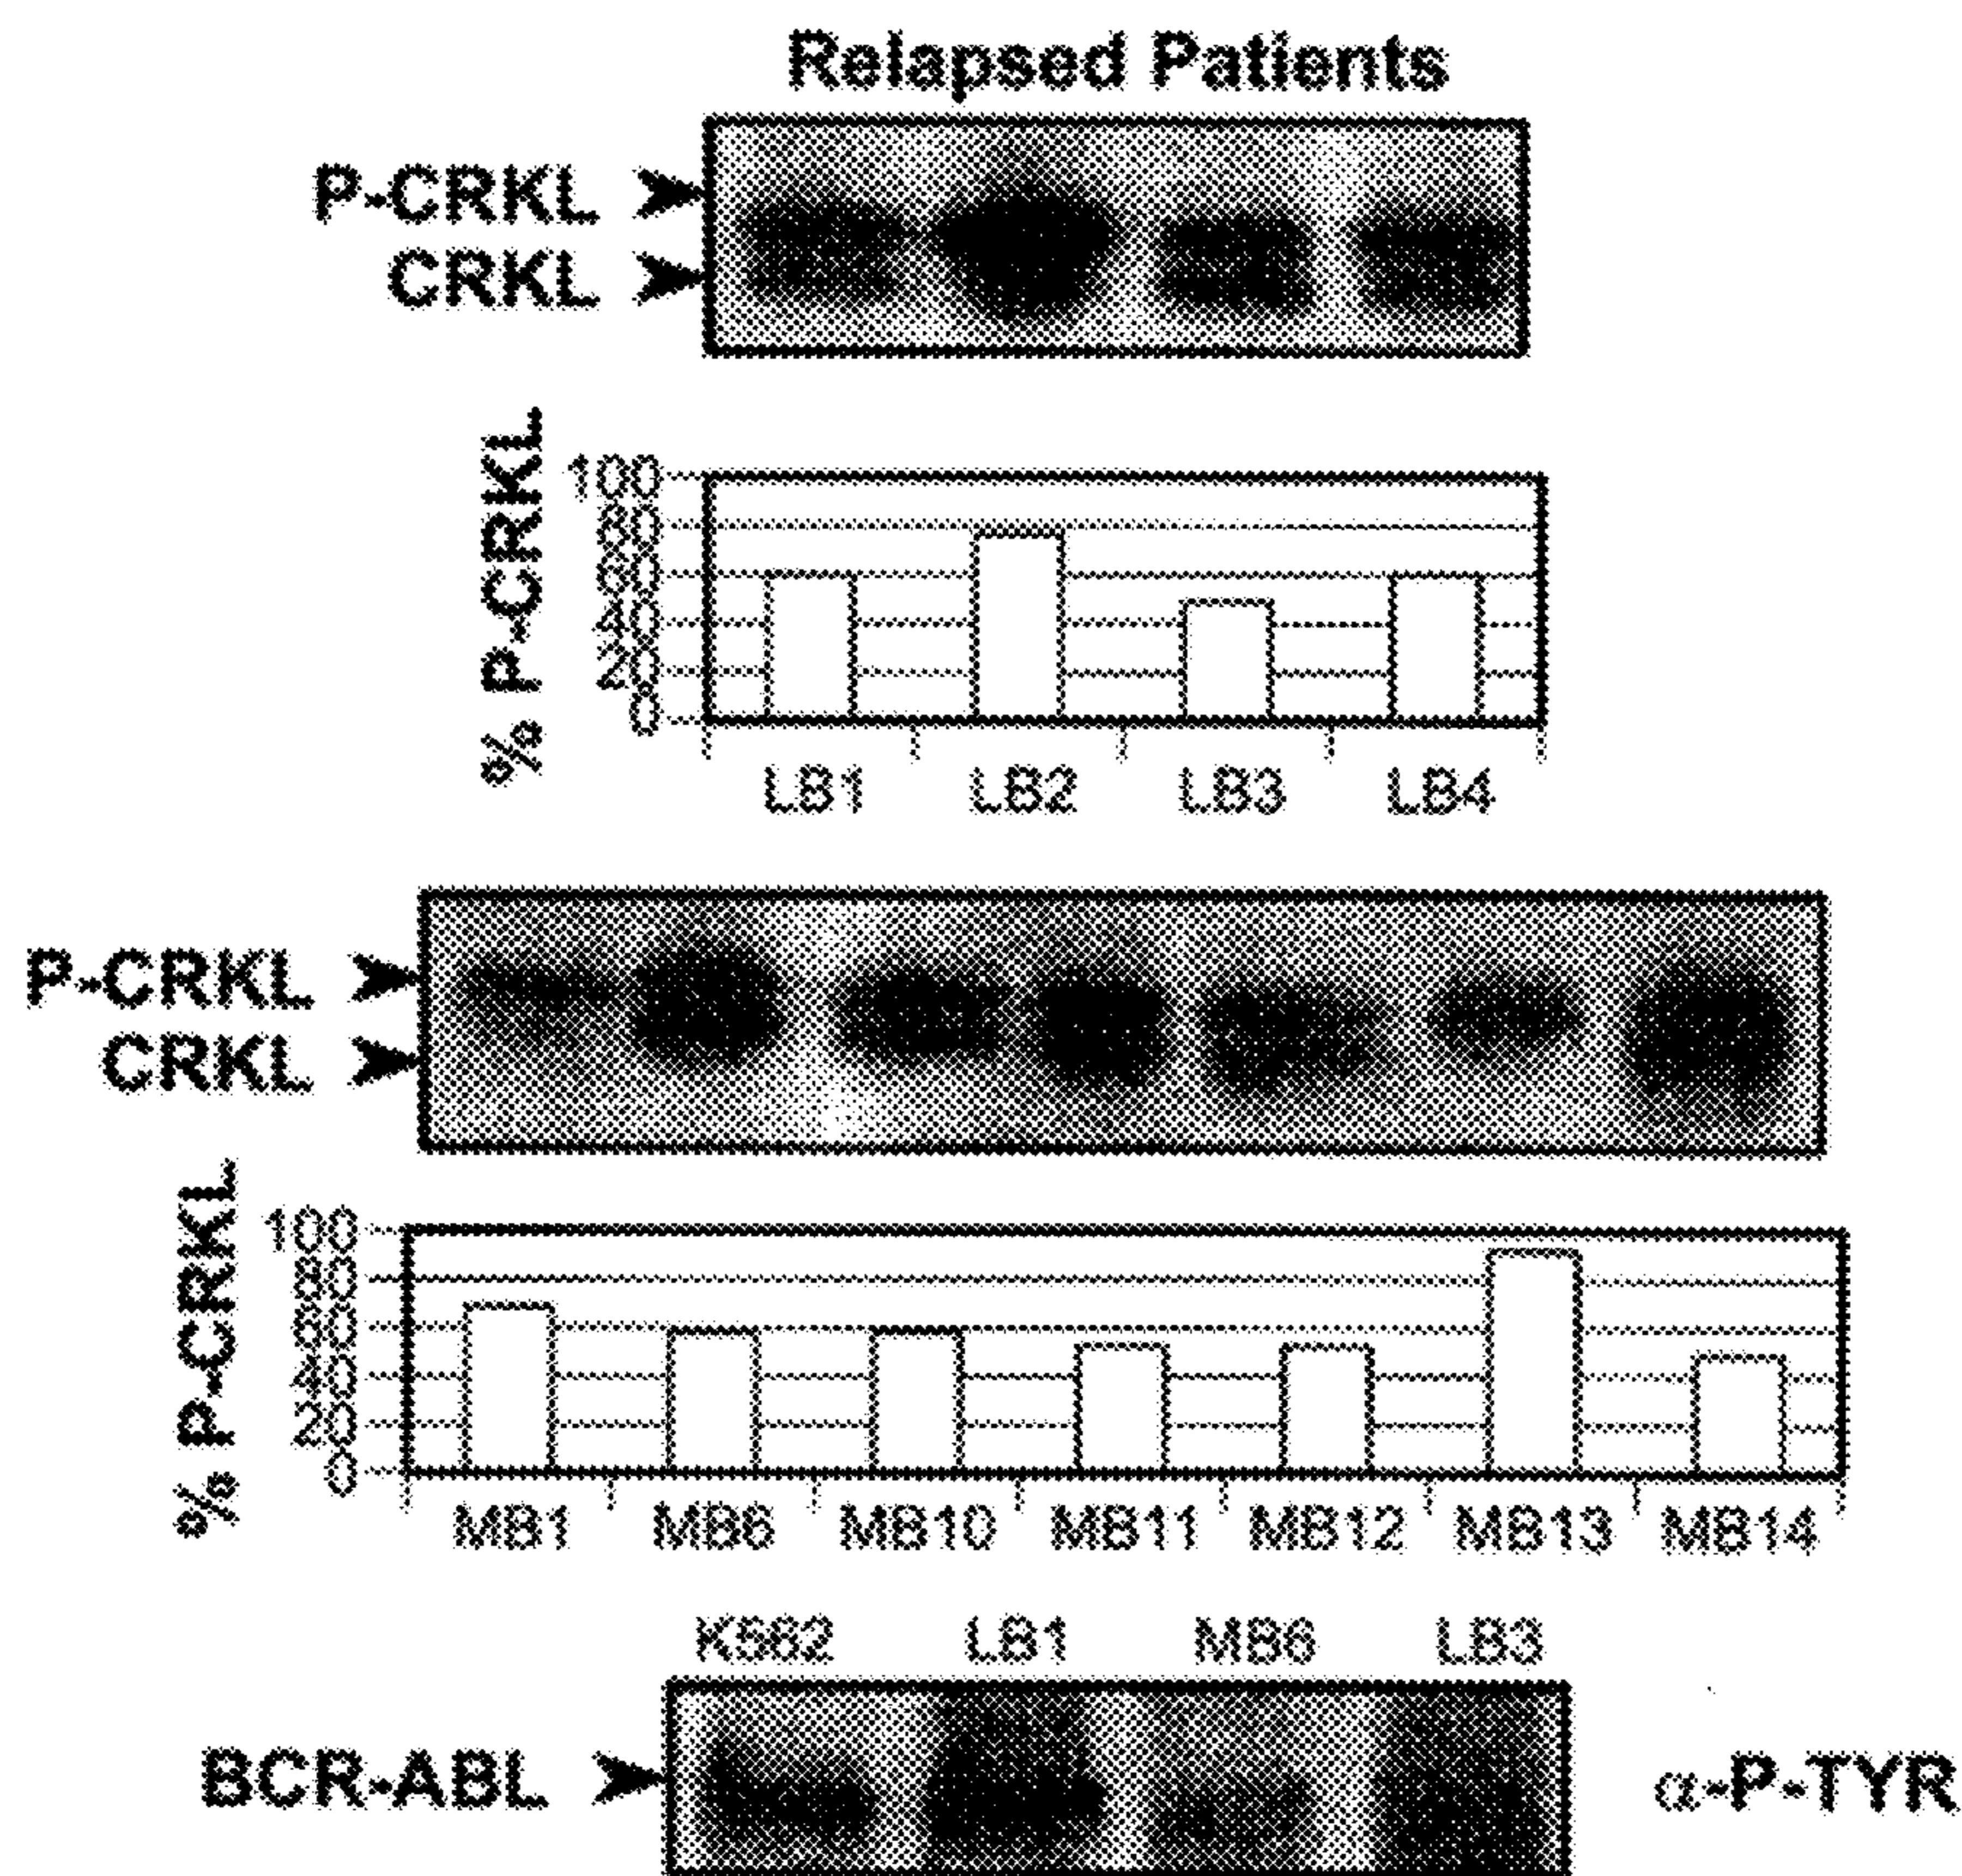 Relapsed Patients
P-CRKL
CRKL
% P-CRKL
100
80
60
40
20
0
LB1 LB2 LB3 LB4
P-CRKL
CRKL
% P-CRKL
100
80
60
40
20
0
MB1 MB6 MB10 MB11 MB12 MB13 MB14
K562 LB1 MB6 LB3
BCR-ABL α-P-TYR